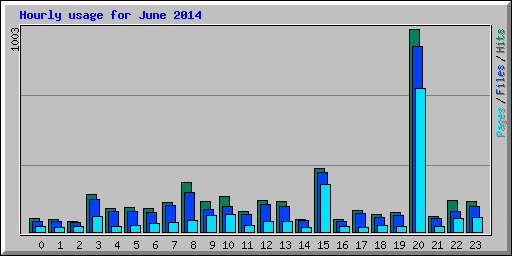 Hourly usage for June 2014
1003
Pages/Files/Hits
0 1 2 3 4 5 6 7 8 9 10 11 12 13 14 15 16 17 18 19 20 21 22 23